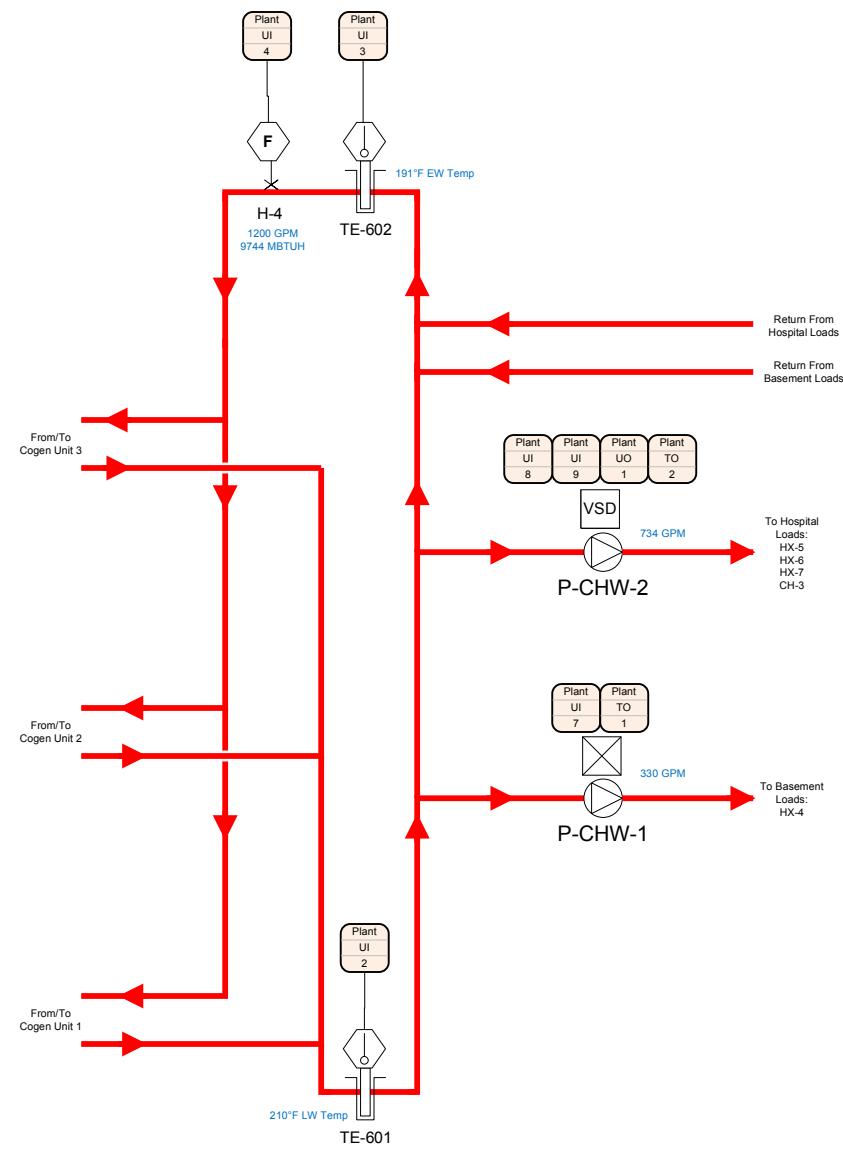 Plant
UI
4
Plant
UI
3
F
191°F EW Temp
H-4
1200 GPM
9744 MBTUH
TE-602
Return From
Hospital Loads
Return From
Basement Loads
From/To
Cogen Unit 3
Plant
UI
8
Plant
UI
9
Plant
UO
1
Plant
TO
2
VSD
734 GPM
P-CHW-2
To Hospital
Loads:
HX-5
HX-6
HX-7
CH-3
From/To
Cogen Unit 2
Plant
UI
7
Plant
TO
1
330 GPM
P-CHW-1
To Basement
Loads:
HX-4
Plant
UI
2
From/To
Cogen Unit 1
210°F LW Temp
TE-601